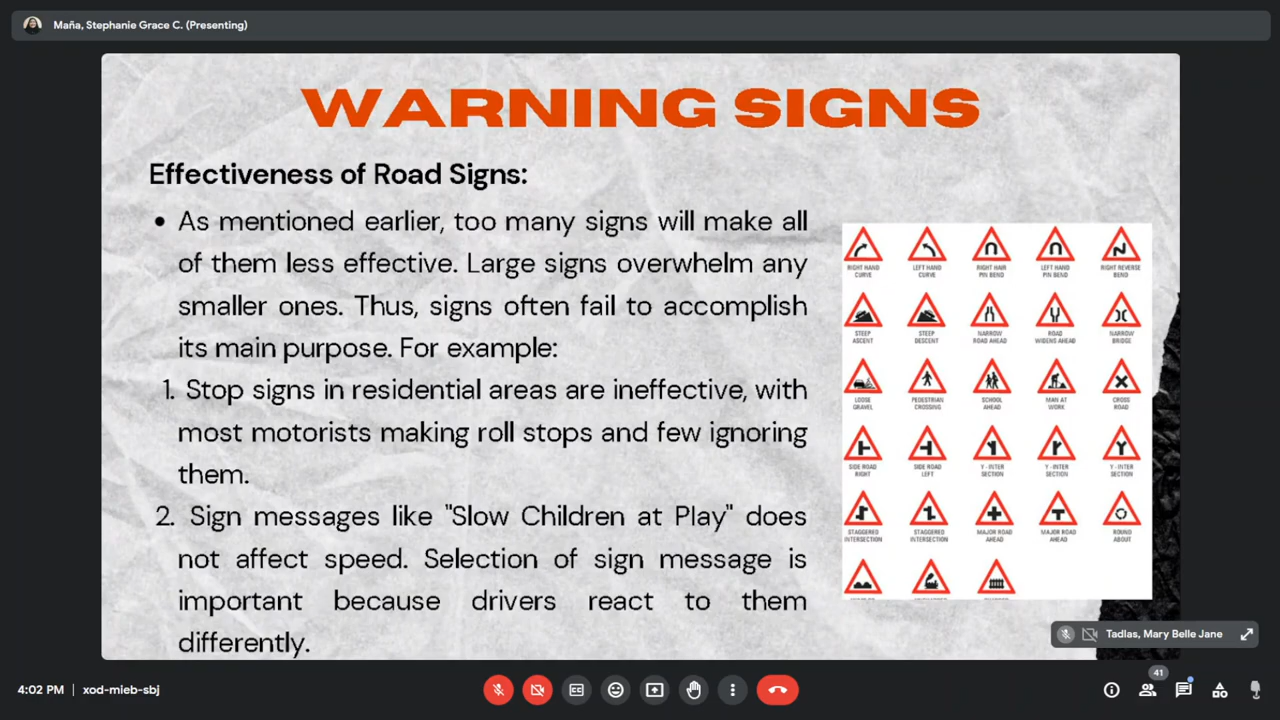 Maña, Stephanie Grace C. (Presenting)
WARNING SIGNS
Effectiveness of Road Signs:
• As mentioned earlier, too many signs will make all
of them less effective. Large signs overwhelm any
smaller ones. Thus, signs often fail to accomplish
its main purpose. For example:
1. Stop signs in residential areas are ineffective, with
most motorists making roll stops and few ignoring
them.
2. Sign messages like "Slow Children at Play" does
not affect speed. Selection of sign message is
important because drivers react to them
differently.
RIGHT HAND
CURVE
LEFT HAND
CURVE
RIGHT HAIR
PIN BEND
LEFT HAND
PIN BEND
RIGHT REVERSE
BEND
STEEP
ASCENT
STEEP
DESCENT
NARROW
ROAD AHEAD
ROAD
WIDENS AHEAD
NARROW
BRIDGE
LOOSE
GRAVEL
PEDESTRIAN
CROSSING
SCHOOL
AHEAD
MAN AT
WORK
CROSS
ROAD
SIDE ROAD
RIGHT
SIDE ROAD
LEFT
Y - INTER
SECTION
Y - INTER
SECTION
Y - INTER
SECTION
STAGGERED
INTERSECTION
STAGGERED
INTERSECTION
MAJOR ROAD
AHEAD
MAJOR ROAD
AHEAD
ROUND
ABOUT
Tadlas, Mary Belle Jane
4:02 PM | xod-mleb-sbj
CC
41